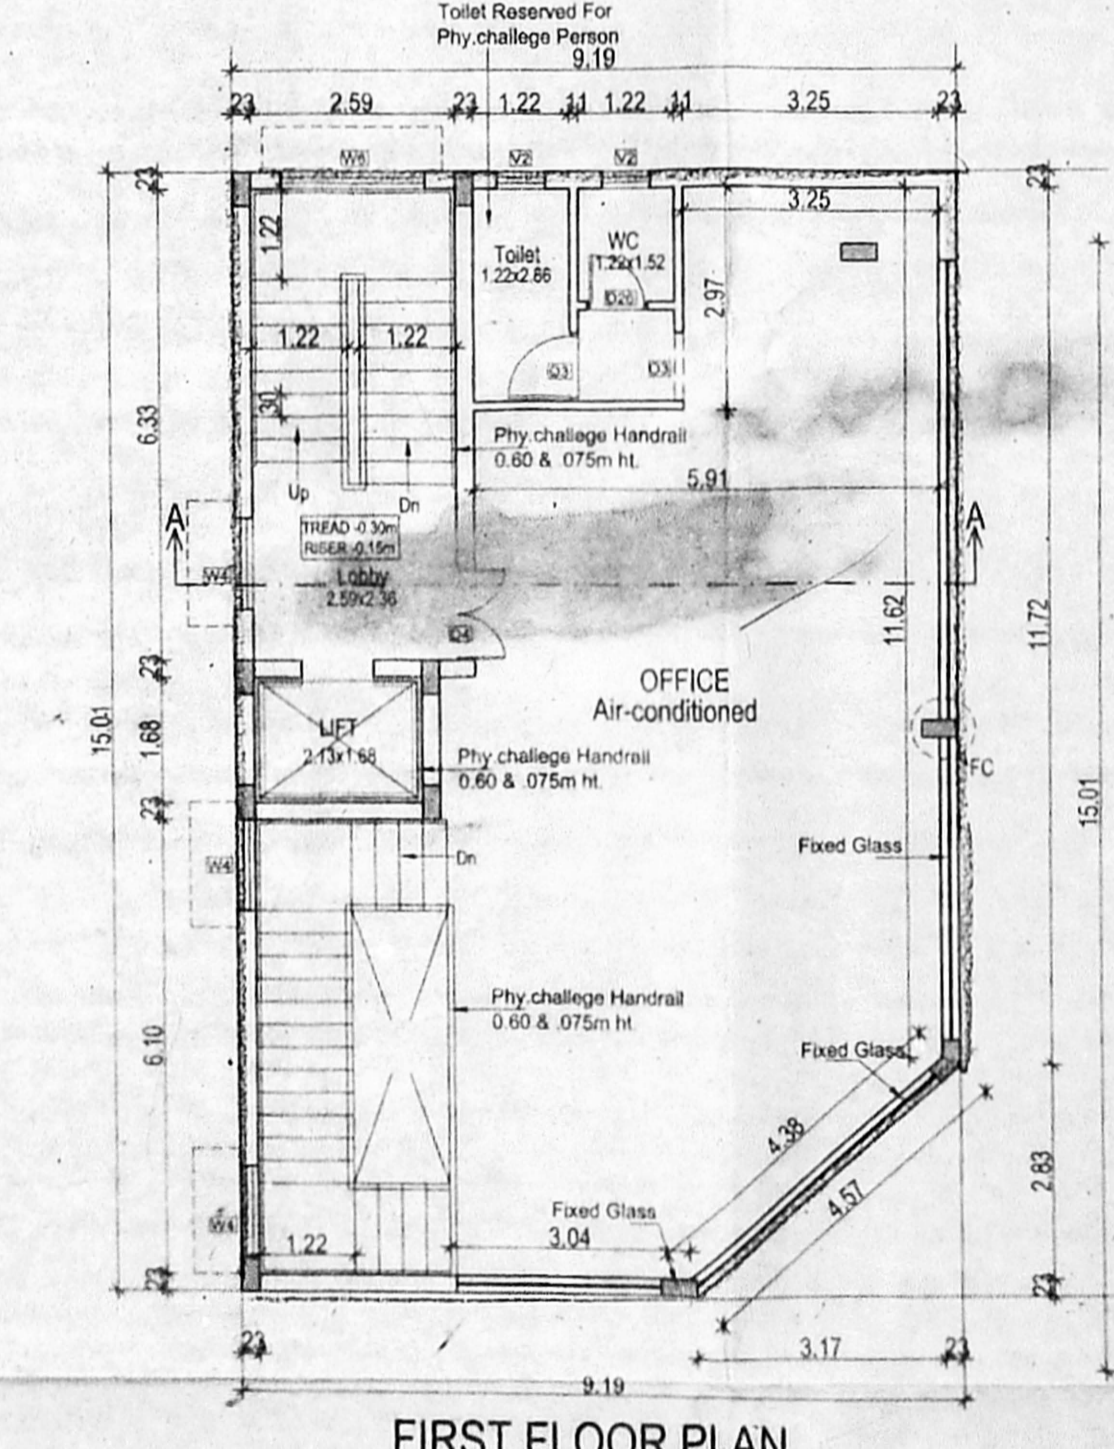 Toilet Reserved For
Phy.challege Person
9.19
23 2.59 23 1.22 11 1.22 11 3.25 23
W6 V2 V2
23
23
3.25
1.22
Toilet
1.22x2.86
WC
1.22x1.52
D26
2.97
1.22 1.22
D3 D3
.30
6.33
Phy.challege Handrail
0.60 & .075m ht.
5.91
Up
Dn
TREAD -0.30m
RISER -0.15m
A A
W4
Lobby
2.59x2.36
11.62
11.72
D4
23
OFFICE
Air-conditioned
15.01
1.68
LIFT
2.13x1.68
Phy.challege Handrail
0.60 & .075m ht.
FC
15.01
23
Fixed Glass
W4
Dn
Phy.challege Handrail
0.60 & .075m ht.
6.10
Fixed Glass
4.38
2.83
4.57
W4
Fixed Glass
1.22
3.04
23
23
23
3.17 23
9.19
FIRST FLOOR PLAN